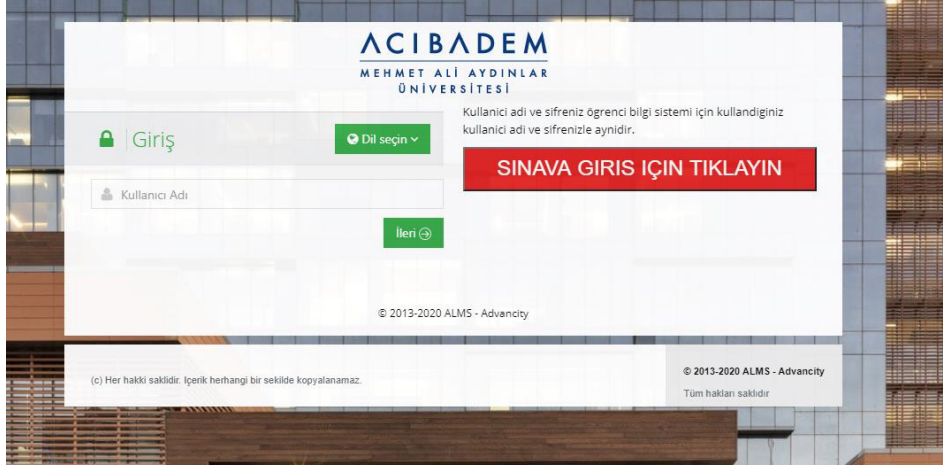 ACIBADEM
MEHMET ALİ AYDINLAR
ÜNİVERSİTESİ
Giriş
Dil seçin
Kullanıcı Adı
İleri
Kullanici adi ve sifreniz ögrenci bilgi sistemi için kullandiginiz
kullanici adi ve sifrenizle aynidir.
SINAVA GIRIS IÇIN TIKLAYIN
© 2013-2020 ALMS - Advancity
(c) Her hakki saklidir. Içerik herhangi bir sekilde kopyalanamaz.
© 2013-2020 ALMS - Advancity
Tüm hakları saklıdır